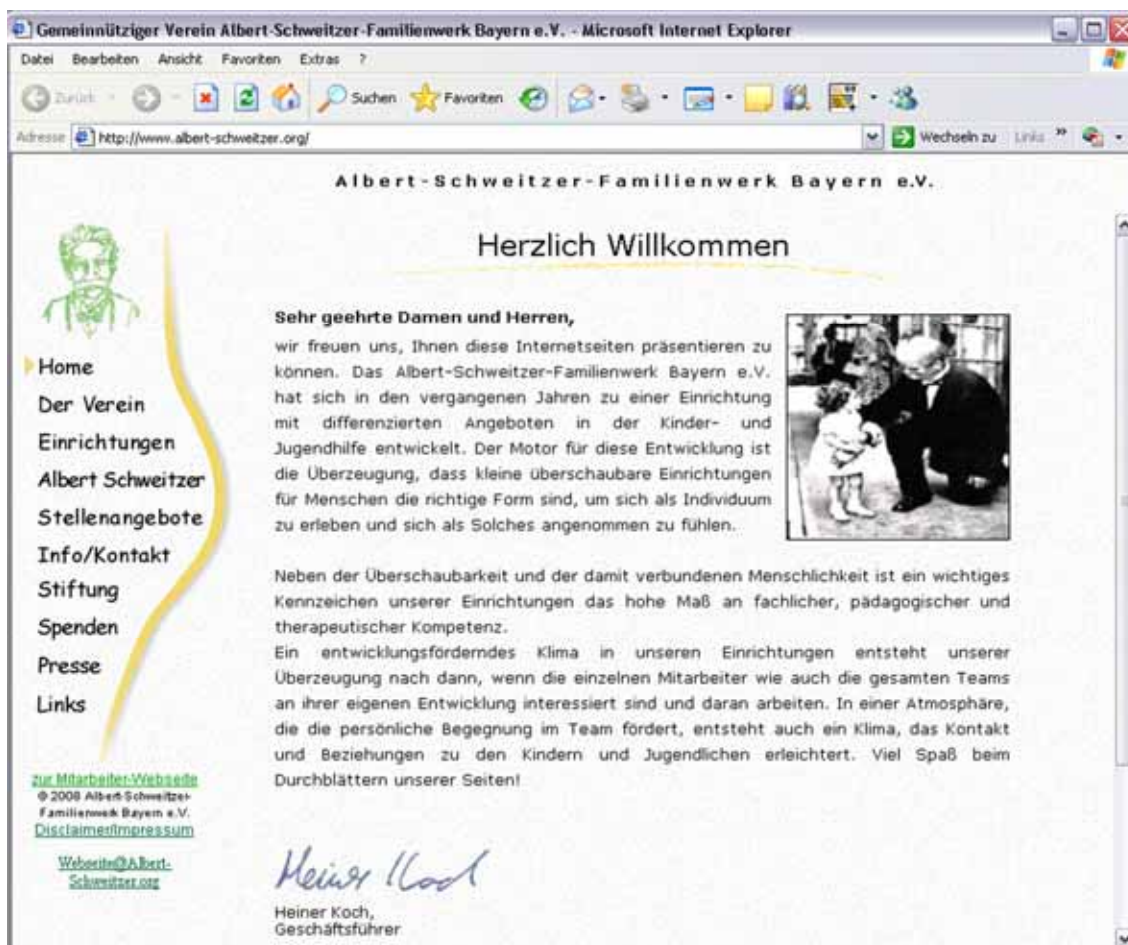 Gemeinnütziger Verein Albert-Schweitzer-Familienwerk Bayern e.V. - Microsoft Internet Explorer
Datei Bearbeiten Ansicht Favoriten Extras ?
Zurück Suchen Favoriten
Adresse http://www.albert-schweitzer.org/ Wechseln zu Links »
Albert-Schweitzer-Familienwerk Bayern e.V.
Herzlich Willkommen
Home
Der Verein
Einrichtungen
Albert Schweitzer
Stellenangebote
Info/Kontakt
Stiftung
Spenden
Presse
Links
zur Mitarbeiter-Webseite
© 2008 Albert-Schweitzer-
Familienwerk Bayern e.V.
Disclaimer/Impressum
Webseite@Albert-
Schweitzer.org
Sehr geehrte Damen und Herren,
wir freuen uns, Ihnen diese Internetseiten präsentieren zu
können. Das Albert-Schweitzer-Familienwerk Bayern e.V.
hat sich in den vergangenen Jahren zu einer Einrichtung
mit differenzierten Angeboten in der Kinder- und
Jugendhilfe entwickelt. Der Motor für diese Entwicklung ist
die Überzeugung, dass kleine überschaubare Einrichtungen
für Menschen die richtige Form sind, um sich als Individuum
zu erleben und sich als Solches angenommen zu fühlen.
Neben der Überschaubarkeit und der damit verbundenen Menschlichkeit ist ein wichtiges
Kennzeichen unserer Einrichtungen das hohe Maß an fachlicher, pädagogischer und
therapeutischer Kompetenz.
Ein entwicklungsförderndes Klima in unseren Einrichtungen entsteht unserer
Überzeugung nach dann, wenn die einzelnen Mitarbeiter wie auch die gesamten Teams
an ihrer eigenen Entwicklung interessiert sind und daran arbeiten. In einer Atmosphäre,
die die persönliche Begegnung im Team fördert, entsteht auch ein Klima, das Kontakt
und Beziehungen zu den Kindern und Jugendlichen erleichtert. Viel Spaß beim
Durchblättern unserer Seiten!
Heiner Koch
Heiner Koch,
Geschäftsführer